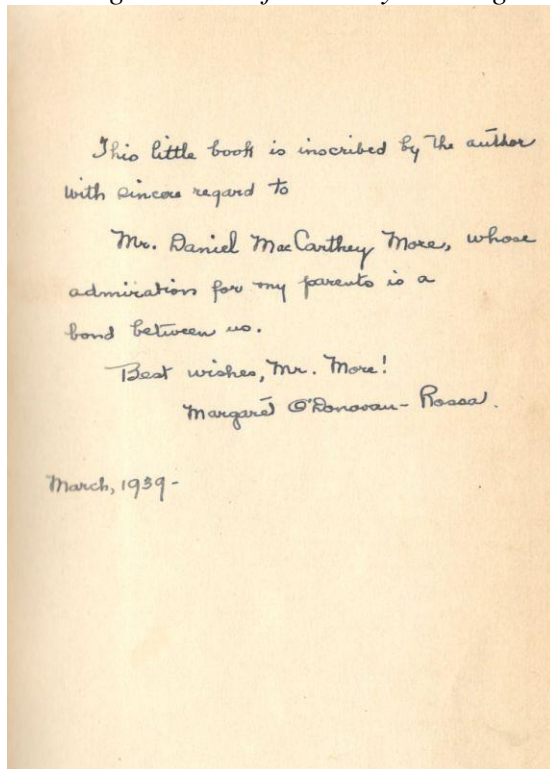 This little book is inscribed by the author
with sincere regard to
Mr. Daniel MacCarthey More, whose
admiration for my parents is a
bond between us.
Best wishes, Mr. More!
Margaret O'Donovan-Rossa.
March, 1939-